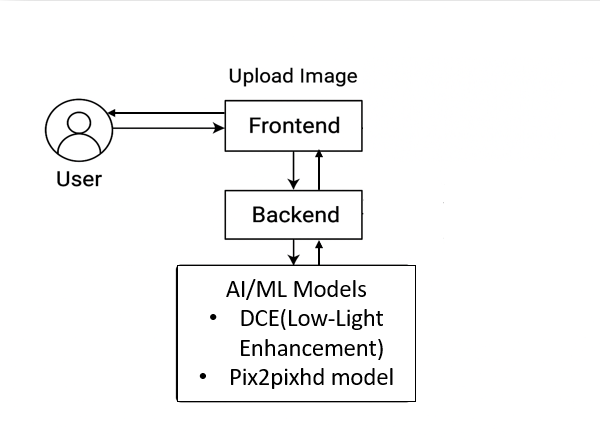 Upload Image
Frontend
User
Backend
AI/ML Models
• DCE(Low-Light
Enhancement)
• Pix2pixhd model